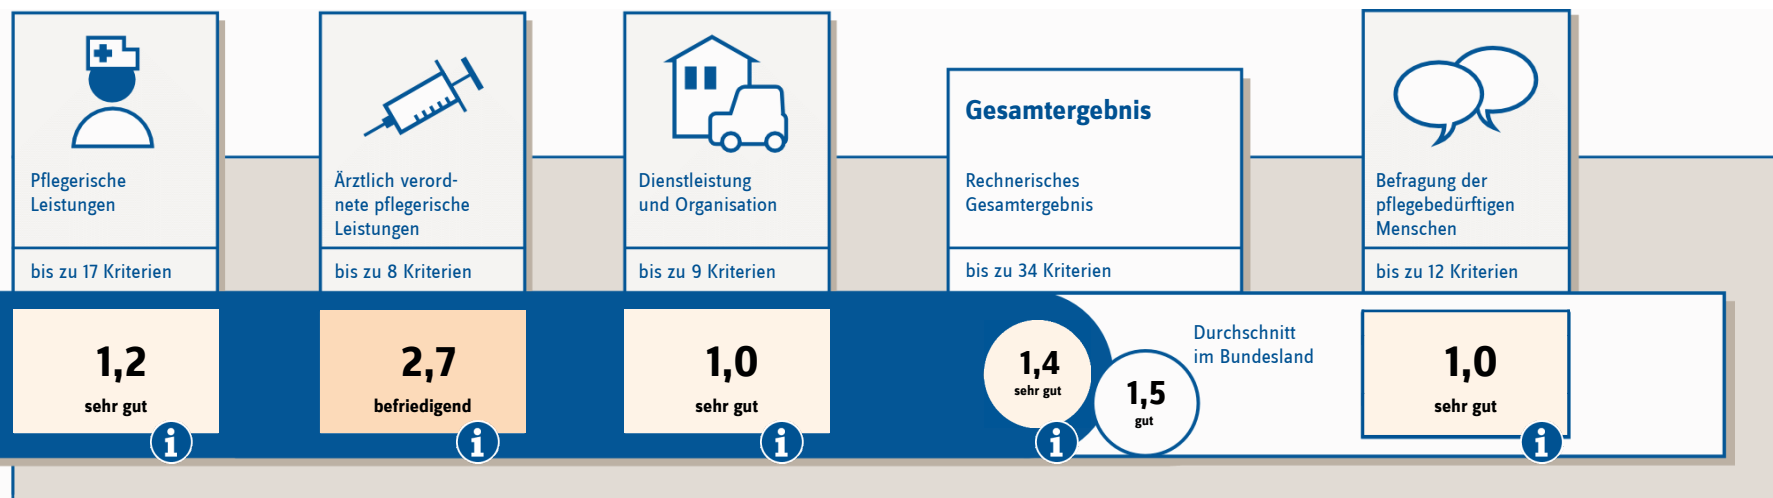 Pflegerische
Leistungen
bis zu 17 Kriterien
1,2
sehr gut
i
Ärztlich verord-
nete pflegerische
Leistungen
bis zu 8 Kriterien
2,7
befriedigend
i
Dienstleistung
und Organisation
bis zu 9 Kriterien
1,0
sehr gut
i
Gesamtergebnis
Rechnerisches
Gesamtergebnis
bis zu 34 Kriterien
1,4
sehr gut
i
1,5
gut
Durchschnitt
im Bundesland
Befragung der
pflegebedürftigen
Menschen
bis zu 12 Kriterien
1,0
sehr gut
i